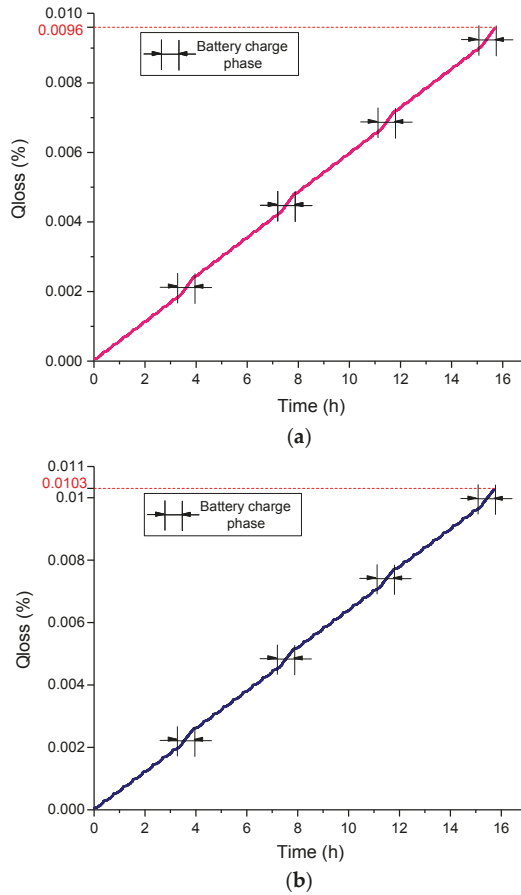 0.010
0.0096
0.008
0.006
0.004
0.002
0.000
Qloss (%)
Battery charge
phase
0 2 4 6 8 10 12 14 16
Time (h)
(a)
0.011
0.0103
0.01
0.008
0.006
0.004
0.002
0.000
Qloss (%)
Battery charge
phase
0 2 4 6 8 10 12 14 16
Time (h)
(b)